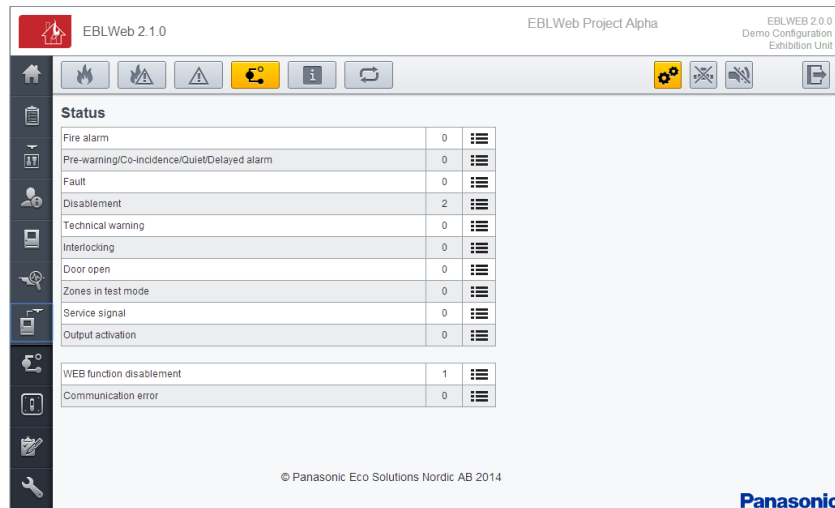 EBLWeb 2.1.0
EBLWeb Project Alpha
EBLWEB 2.0.0
Demo Configuration
Exhibition Unit
Status
Fire alarm 0
Pre-warning/Co-incidence/Quiet/Delayed alarm 0
Fault 0
Disablement 2
Technical warning 0
Interlocking 0
Door open 0
Zones in test mode 0
Service signal 0
Output activation 0
WEB function disablement 1
Communication error 0
© Panasonic Eco Solutions Nordic AB 2014
Panasonic